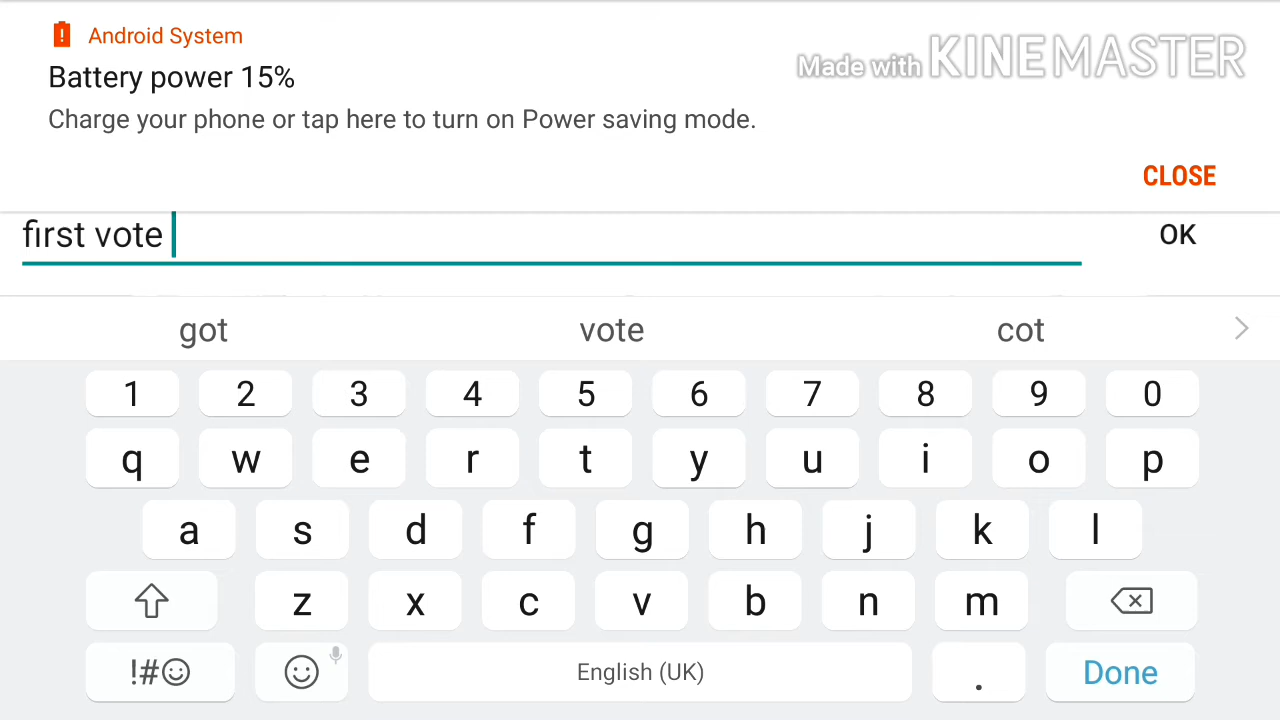 Android System
Made with KINEMASTER
Battery power 15%
Charge your phone or tap here to turn on Power saving mode.
CLOSE
first vote
OK
got vote cot
1 2 3 4 5 6 7 8 9 0
q w e r t y u i o p
a s d f g h j k l
z x c v b n m
!#☺ English (UK) . Done